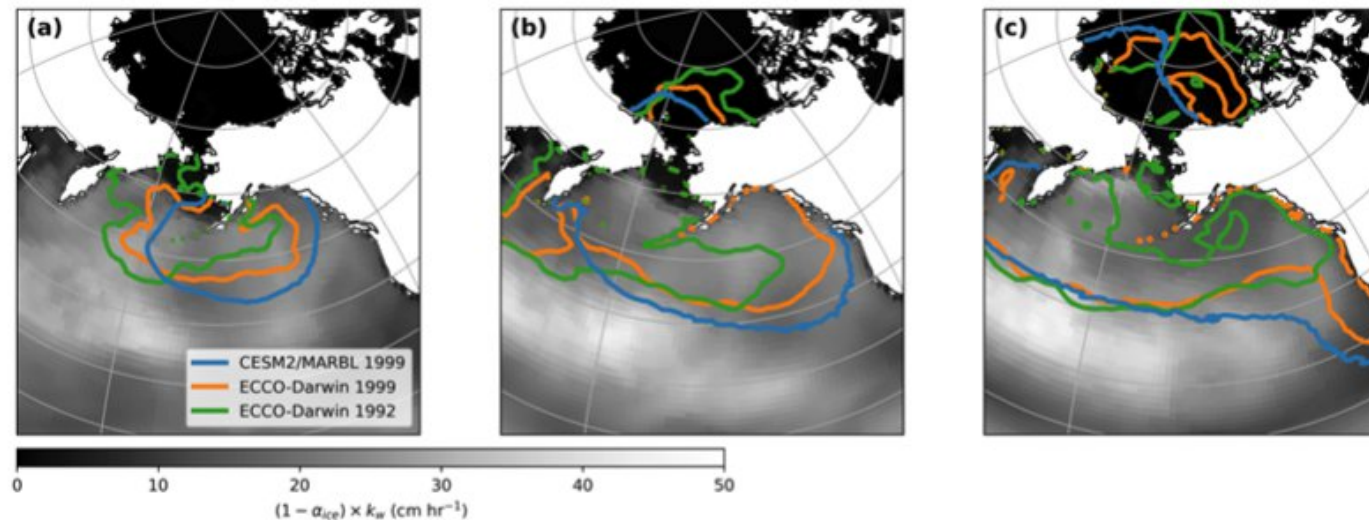 (a)
(b)
(c)
CESM2/MARBL 1999
ECCO-Darwin 1999
ECCO-Darwin 1992
0 10 20 30 40 50
(1 − α_ice) × k_w (cm hr⁻¹)